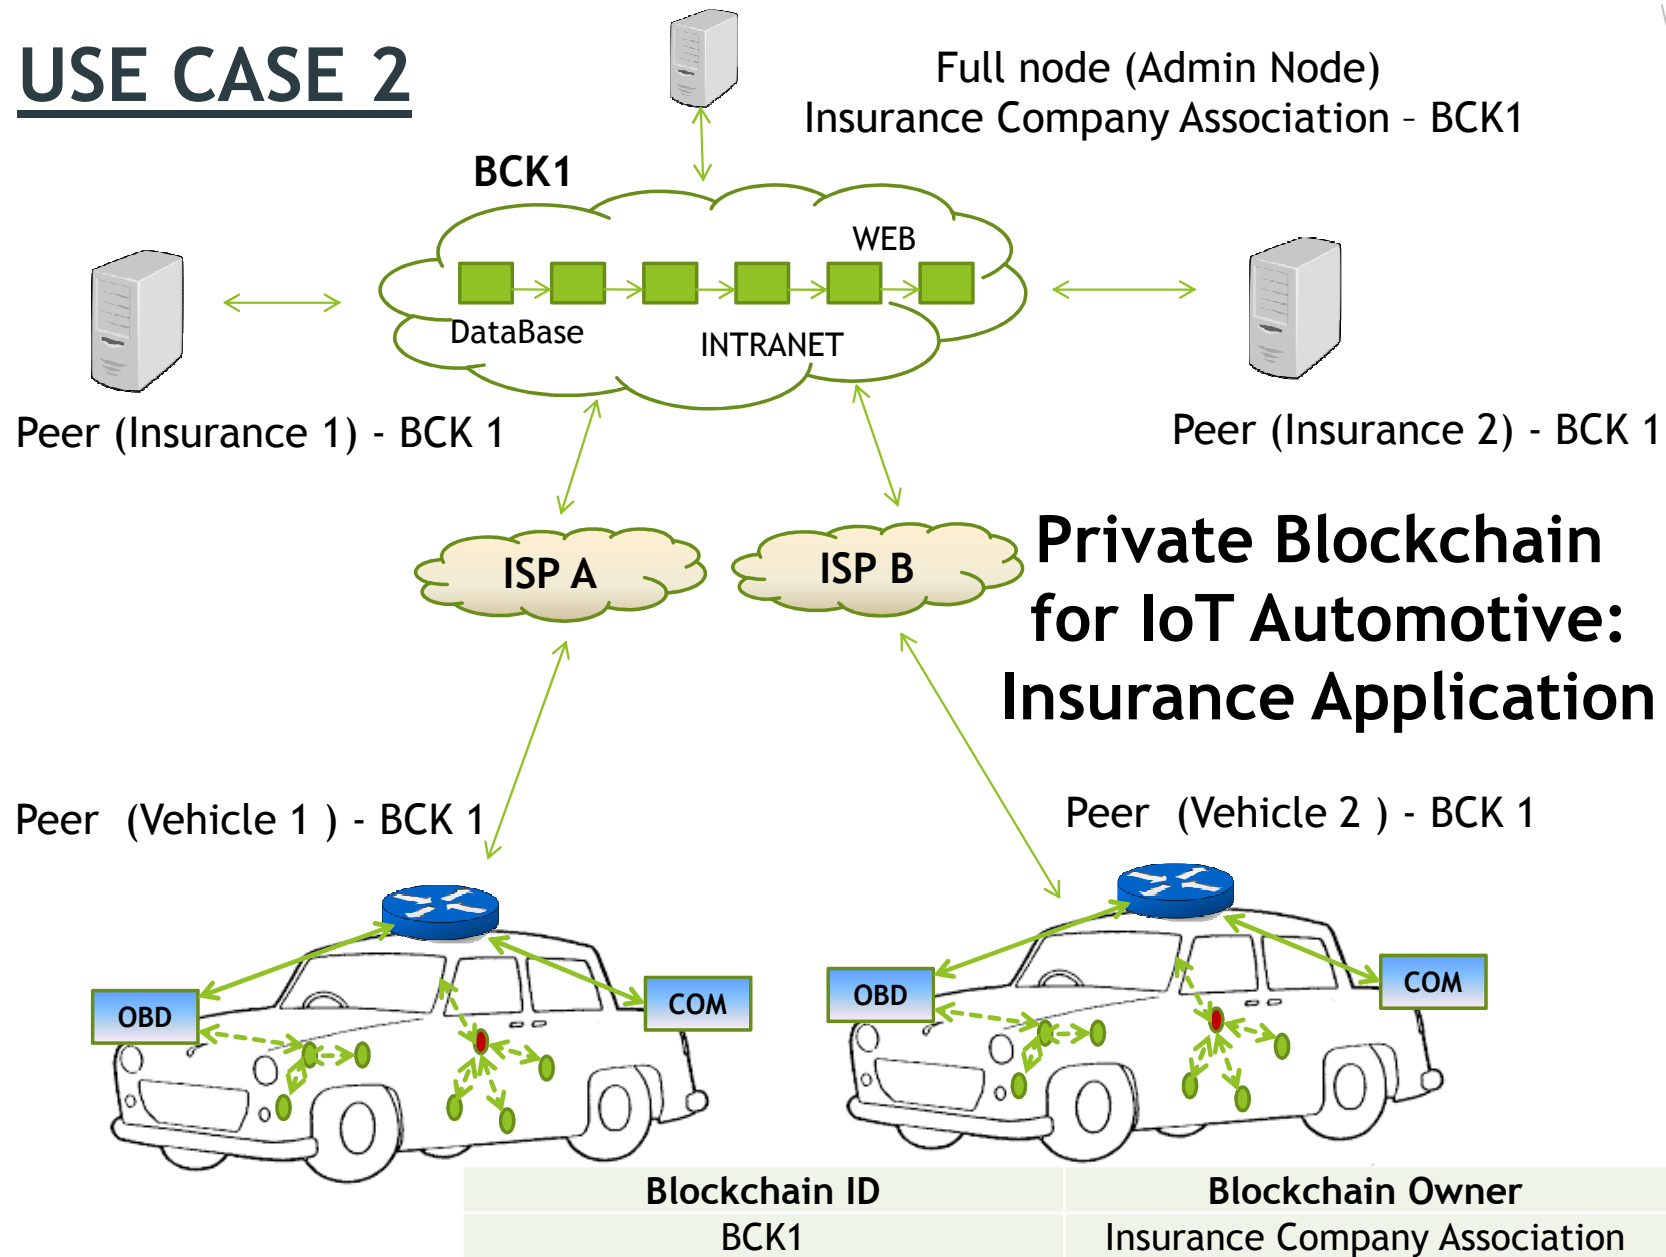 USE CASE 2
Full node (Admin Node)
Insurance Company Association – BCK1
BCK1
WEB
DataBase
INTRANET
Peer (Insurance 1) - BCK 1
Peer (Insurance 2) - BCK 1
ISP A
ISP B
Private Blockchain
for IoT Automotive:
Insurance Application
Peer (Vehicle 1 ) - BCK 1
Peer (Vehicle 2 ) - BCK 1
OBD
COM
OBD
COM
Blockchain ID Blockchain Owner
BCK1 Insurance Company Association